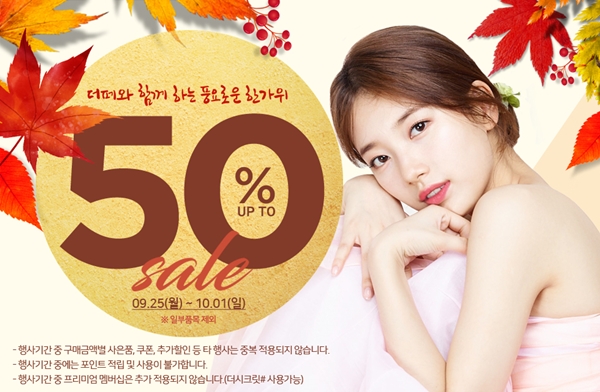 더페와 함께 하는 풍요로운 한가위
50% UP TO
sale
09.25(월) ~ 10.01(일)
※ 일부품목 제외
- 행사기간 중 구매금액별 사은품, 쿠폰, 추가할인 등 타 행사는 중복 적용되지 않습니다.
- 행사기간 중에는 포인트 적립 및 사용이 불가합니다.
- 행사기간 중 프리미엄 멤버십은 추가 적용되지 않습니다.(더시크릿# 사용가능)